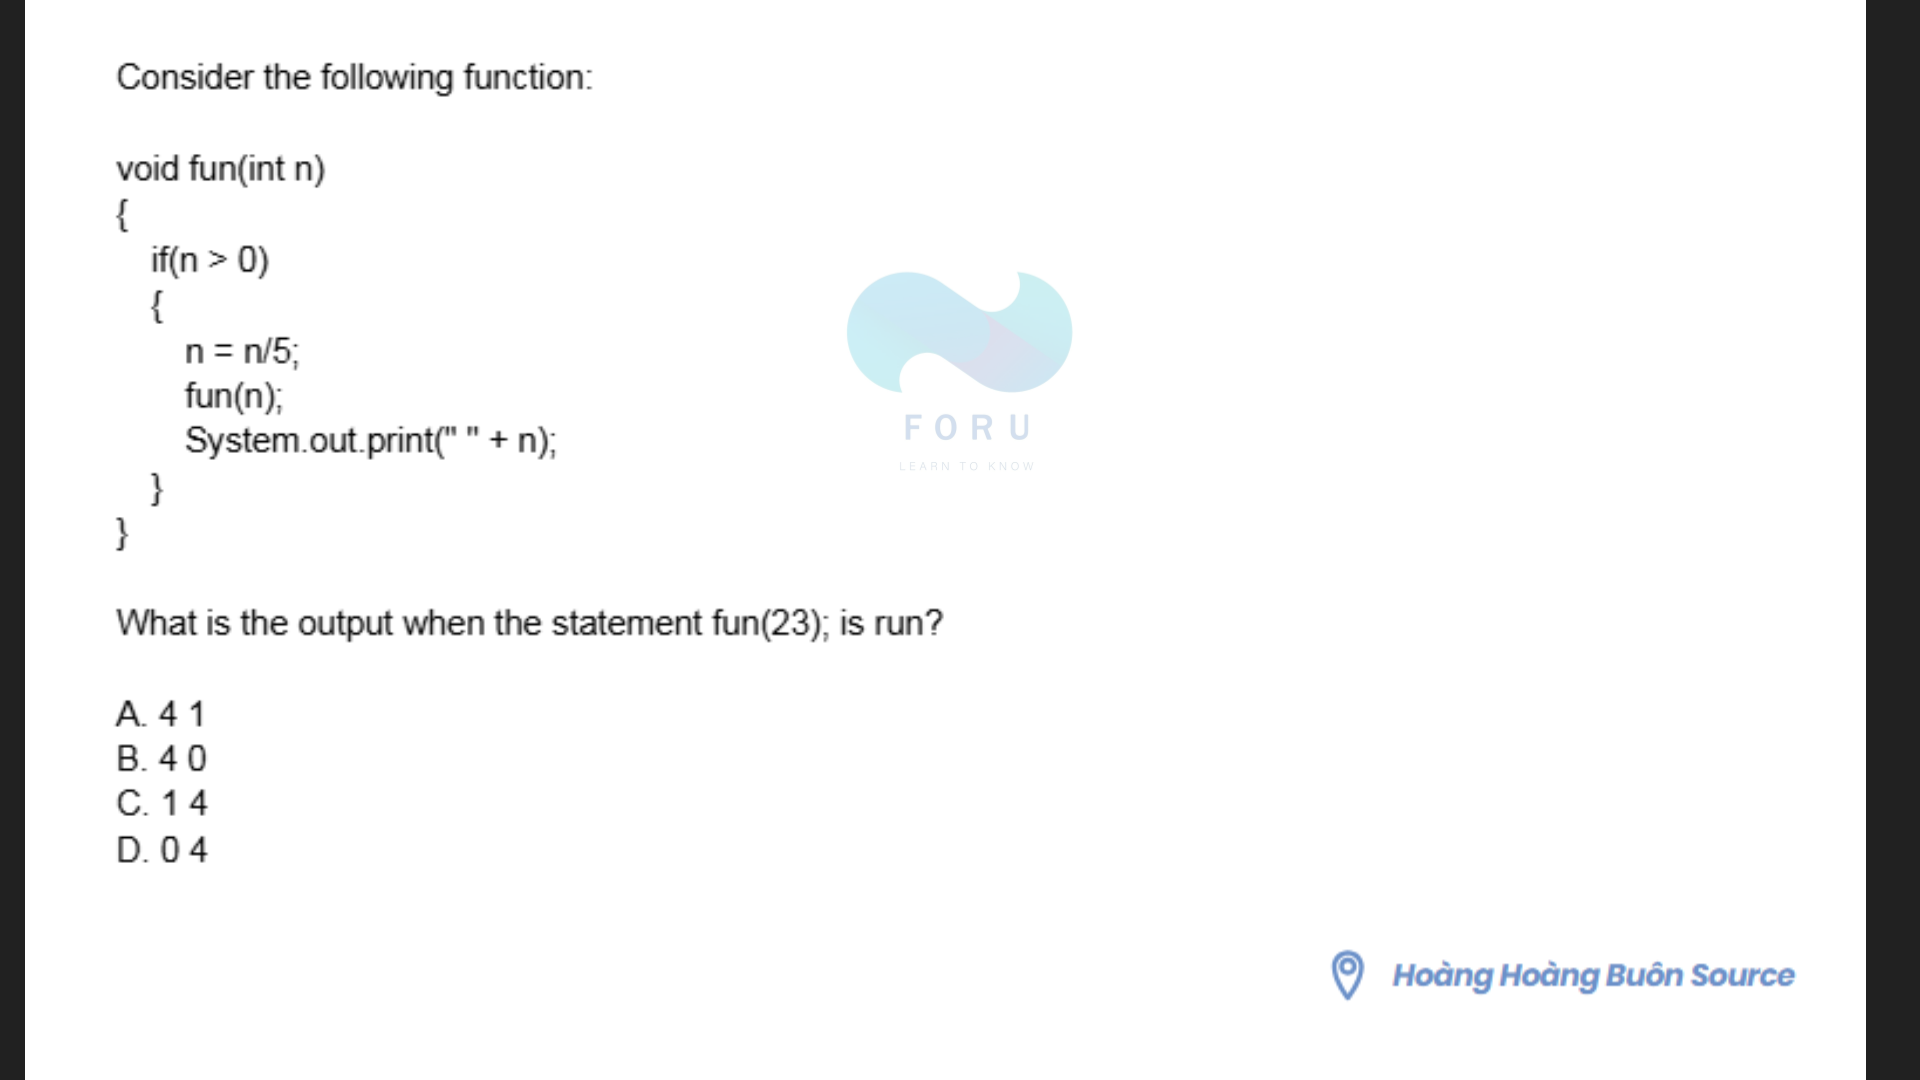 Consider the following function:
void fun(int n)
{
if(n > 0)
{
n = n/5;
fun(n);
System.out.print(" " + n);
}
}
What is the output when the statement fun(23); is run?
A. 4 1
B. 4 0
C. 1 4
D. 0 4
FORU
LEARN TO KNOW
Hoàng Hoàng Buôn Source